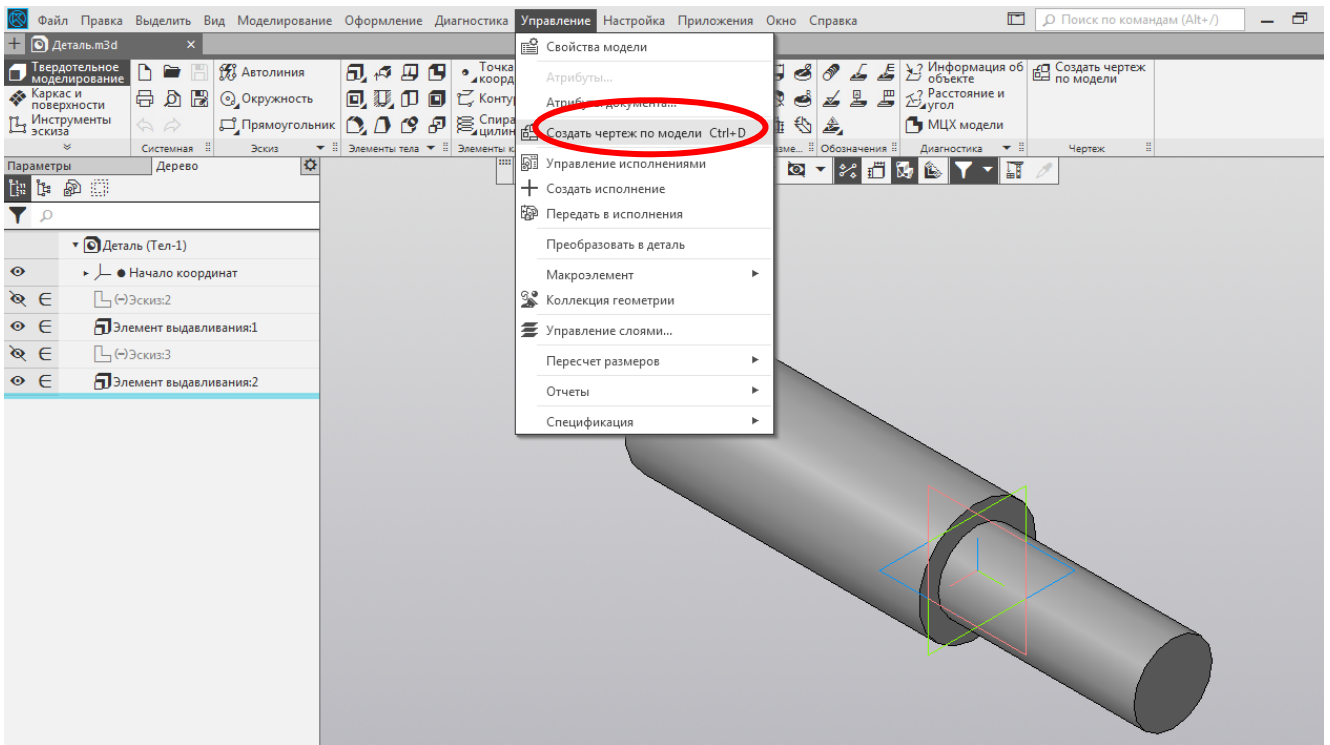 Файл Правка Выделить Вид Моделирование Оформление Диагностика Управление Настройка Приложения Окно Справка Поиск по командам (Alt+/)
Деталь.m3d
Твердотельное моделирование
Каркас и поверхности
Инструменты эскиза
Системная
Автолиния
Окружность
Прямоугольник
Эскиз
Элементы тела
Точка
Обозначения
Информация об объекте
Расстояние и угол
МЦХ модели
Диагностика
Создать чертеж по модели
Чертеж
Свойства модели
Атрибуты...
Атрибуты документа...
Создать чертеж по модели Ctrl+D
Управление исполнениями
Создать исполнение
Передать в исполнения
Преобразовать в деталь
Макроэлемент
Коллекция геометрии
Управление слоями...
Пересчет размеров
Отчеты
Спецификация
Параметры
Дерево
Деталь (Тел-1)
Начало координат
(-)Эскиз:2
Элемент выдавливания:1
(-)Эскиз:3
Элемент выдавливания:2